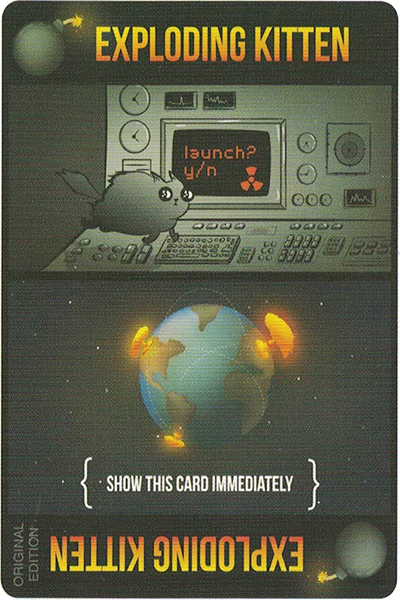 EXPLODING KITTEN
launch?
y/n
SHOW THIS CARD IMMEDIATELY
ORIGINAL
EDITION
EXPLODING KITTEN